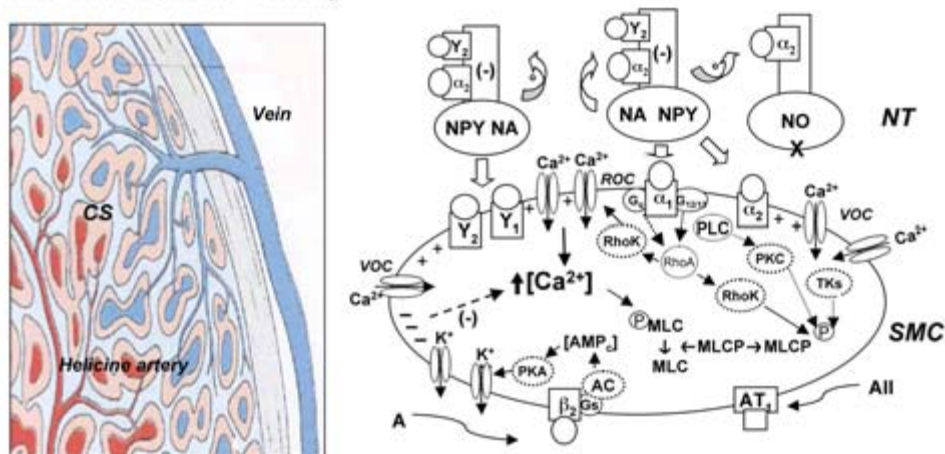 Vein
CS
Helicine artery
Y₂
α₂
(-)
NPY NA
Y₂
α₂
(-)
NA NPY
α₂
NO
X
NT
Ca²⁺ Ca²⁺
ROC
Y₂
Y₁
+ +
+ +
+ +
α₁
G₁₂/₁₃
α₂
+ +
Ca²⁺
VOC
Ca²⁺
PLC
RhoK
RhoA
PKC
RhoK
TKs
VOC
Ca²⁺
+ +
[Ca²⁺]
(-)
P
MLC
P
MLCP
MLCP
MLC
SMC
K⁺
K⁺
PKA
[AMPc]
AC
β₂
Gs
A
AT₁
AII